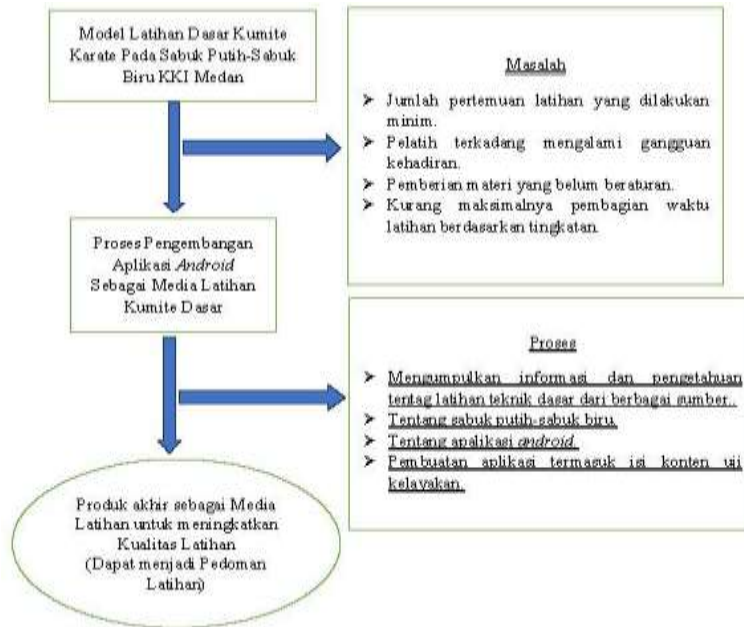 Model Latihan Dasar Kumite
Karate Pada Sabuk Putih-Sabuk
Biru KKI Medan
Masalah
➤ Jumlah pertemuan latihan yang dilakukan
minim.
➤ Pelatih terkadang mengalami gangguan
kehadiran.
➤ Pemberian materi yang belum beraturan.
➤ Kurang maksimalnya pembagian waktu
latihan berdasarkan tingkatan.
Proses Pengembangan
Aplikasi Android
Sebagai Media Latihan
Kumite Dasar
Proses
➤ Mengumpulkan informasi dan pengetahuan
tentag latihan teknik dasar dari berbagai sumber..
➤ Tentang sabuk putih-sabuk biru.
➤ Tentang apalikasi android.
➤ Pembuatan aplikasi termasuk isi konten uji
kelayakan.
Produk akhir sebagai Media
Latihan untuk meningkatkan
Kualitas Latihan
(Dapat menjadi Pedoman
Latihan)